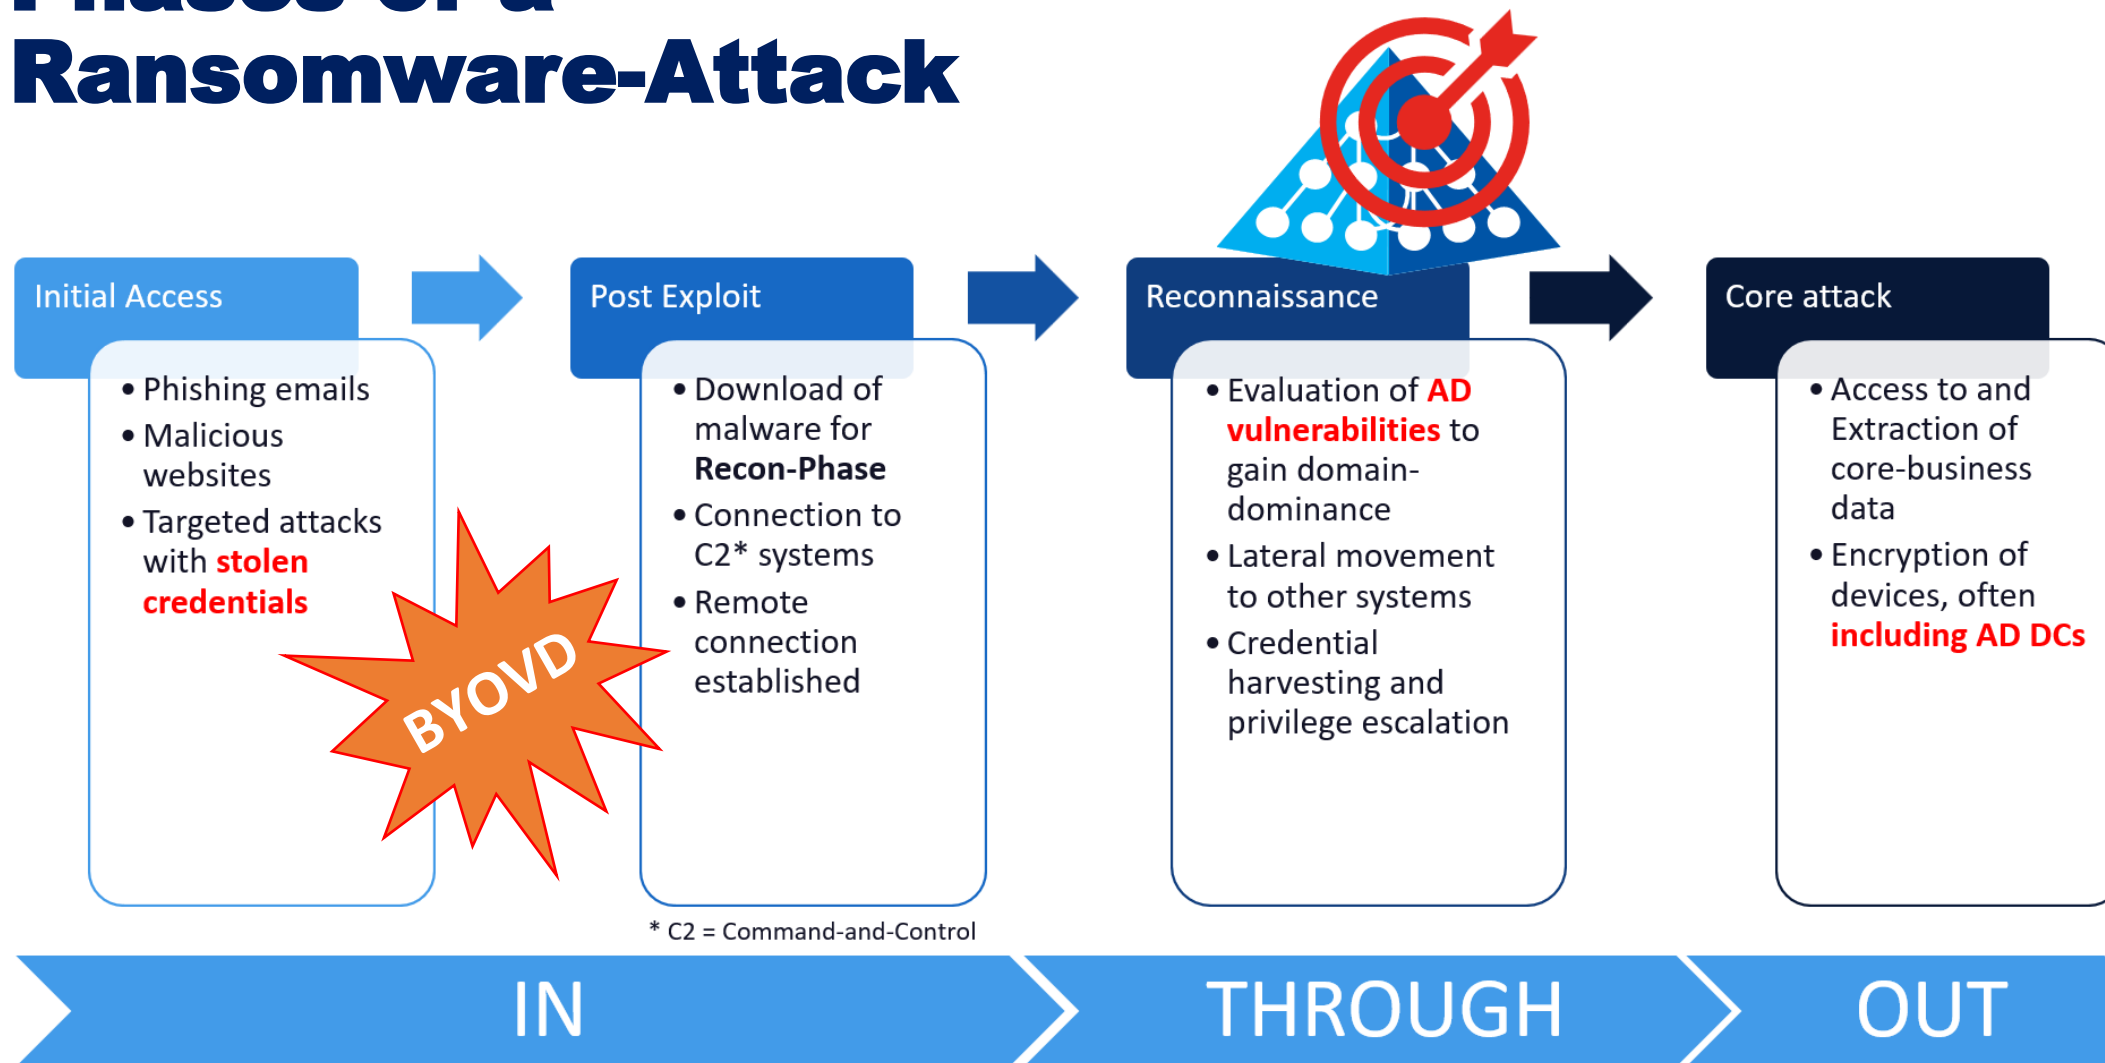 Phases of a
Ransomware-Attack
Initial Access
• Phishing emails
• Malicious
websites
• Targeted attacks
with stolen
credentials
BYOVD
Post Exploit
• Download of
malware for
Recon-Phase
• Connection to
C2* systems
• Remote
connection
established
* C2 = Command-and-Control
Reconnaissance
• Evaluation of AD
vulnerabilities to
gain domain-
dominance
• Lateral movement
to other systems
• Credential
harvesting and
privilege escalation
Core attack
• Access to and
Extraction of
core-business
data
• Encryption of
devices, often
including AD DCs
IN
THROUGH
OUT